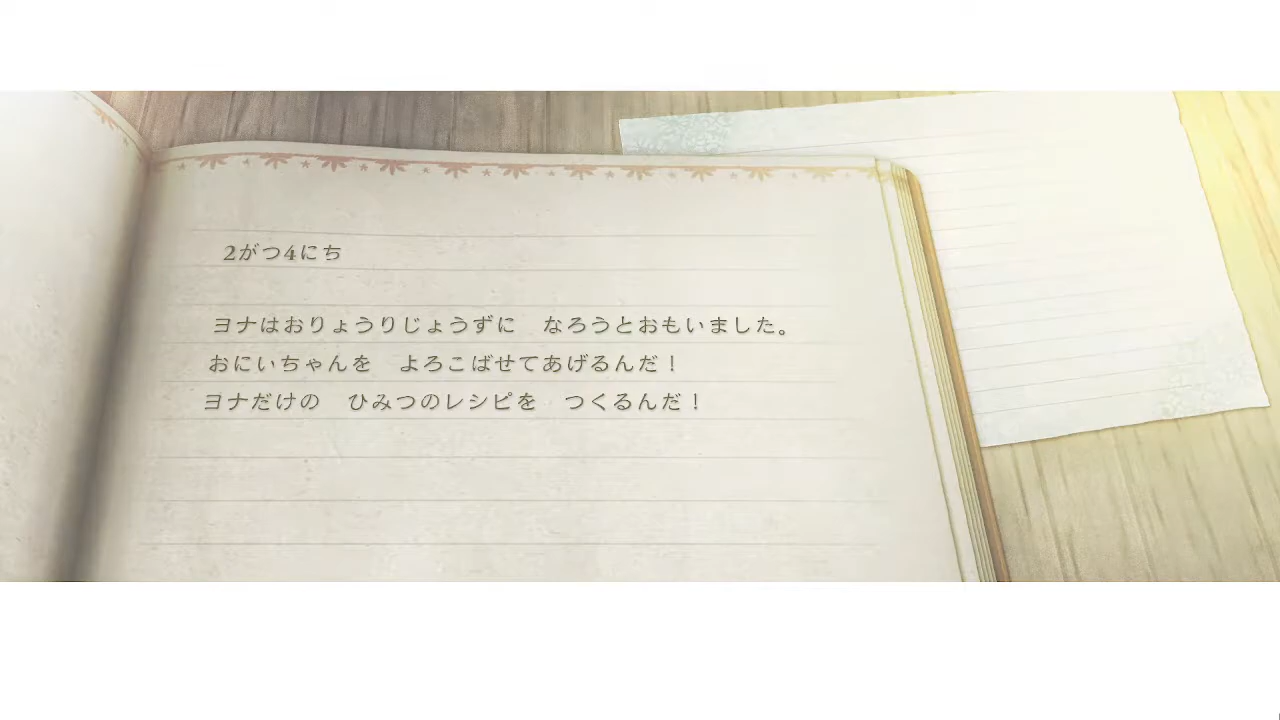 2がつ4にち
ヨナはおりょうりじょうずに　なろうとおもいました。
おにいちゃんを　よろこばせてあげるんだ！
ヨナだけの　ひみつのレシピを　つくるんだ！